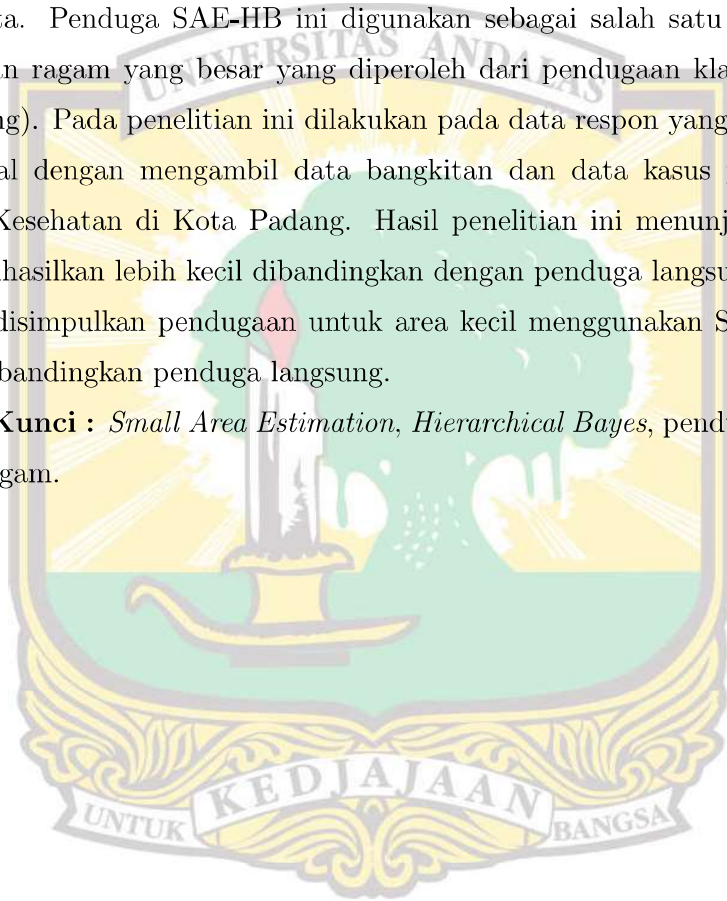 ta. Penduga SAE-HB ini digunakan sebagai salah satu
n ragam yang besar yang diperoleh dari pendugaan kla
ng). Pada penelitian ini dilakukan pada data respon yang
al dengan mengambil data bangkitan dan data kasus
Kesehatan di Kota Padang. Hasil penelitian ini menunj
hasilkan lebih kecil dibandingkan dengan penduga langsu
disimpulkan pendugaan untuk area kecil menggunakan S
bandingkan penduga langsung.
Kunci : Small Area Estimation, Hierarchical Bayes, pendu
gam.
UNIVERSITAS ANDALAS
UNTUK KEDJAJAAN BANGSA